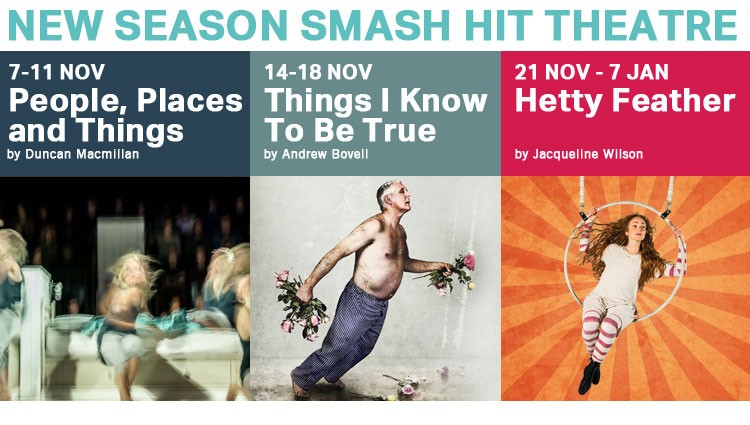 NEW SEASON SMASH HIT THEATRE
7-11 NOV
People, Places
and Things
by Duncan Macmillan
14-18 NOV
Things I Know
To Be True
by Andrew Bovell
21 NOV - 7 JAN
Hetty Feather
by Jacqueline Wilson